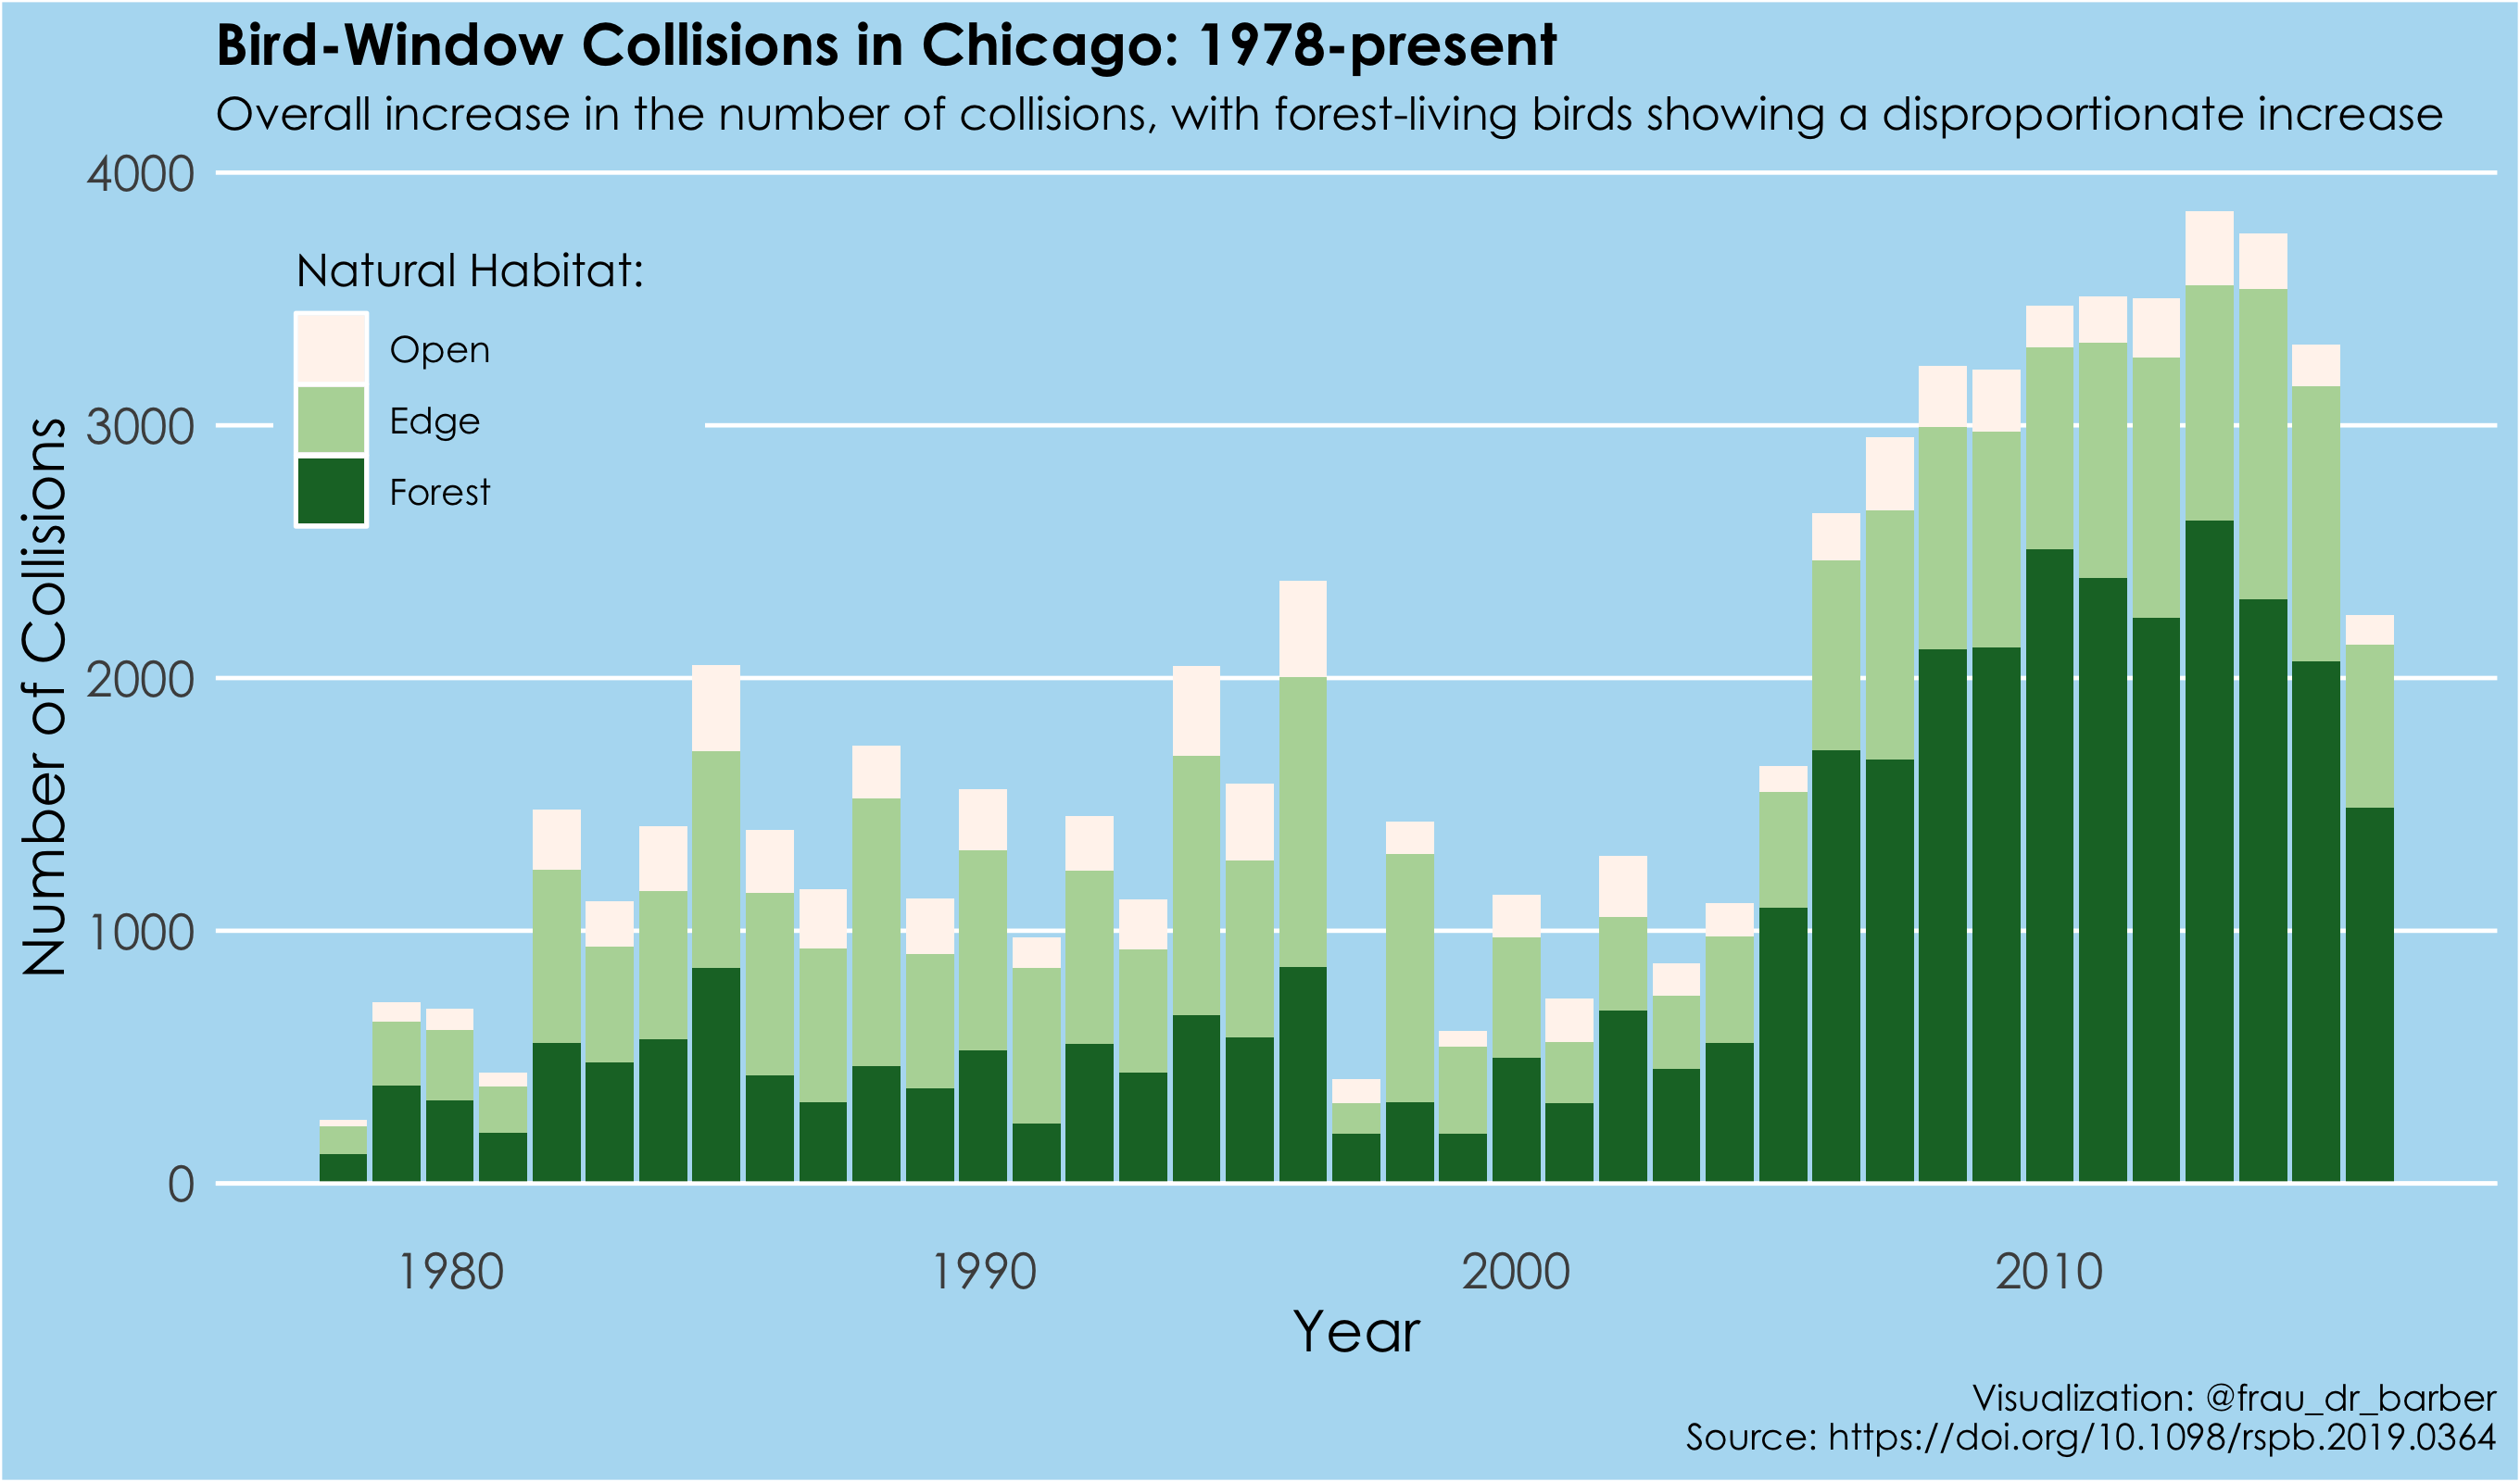 Bird-Window Collisions in Chicago: 1978-present
Overall increase in the number of collisions, with forest-living birds showing a disproportionate increase
4000
3000
2000
1000
0
Number of Collisions
Natural Habitat:
Open
Edge
Forest
1980
1990
2000
2010
Year
Visualization: @frau_dr_barber
Source: https://doi.org/10.1098/rspb.2019.0364